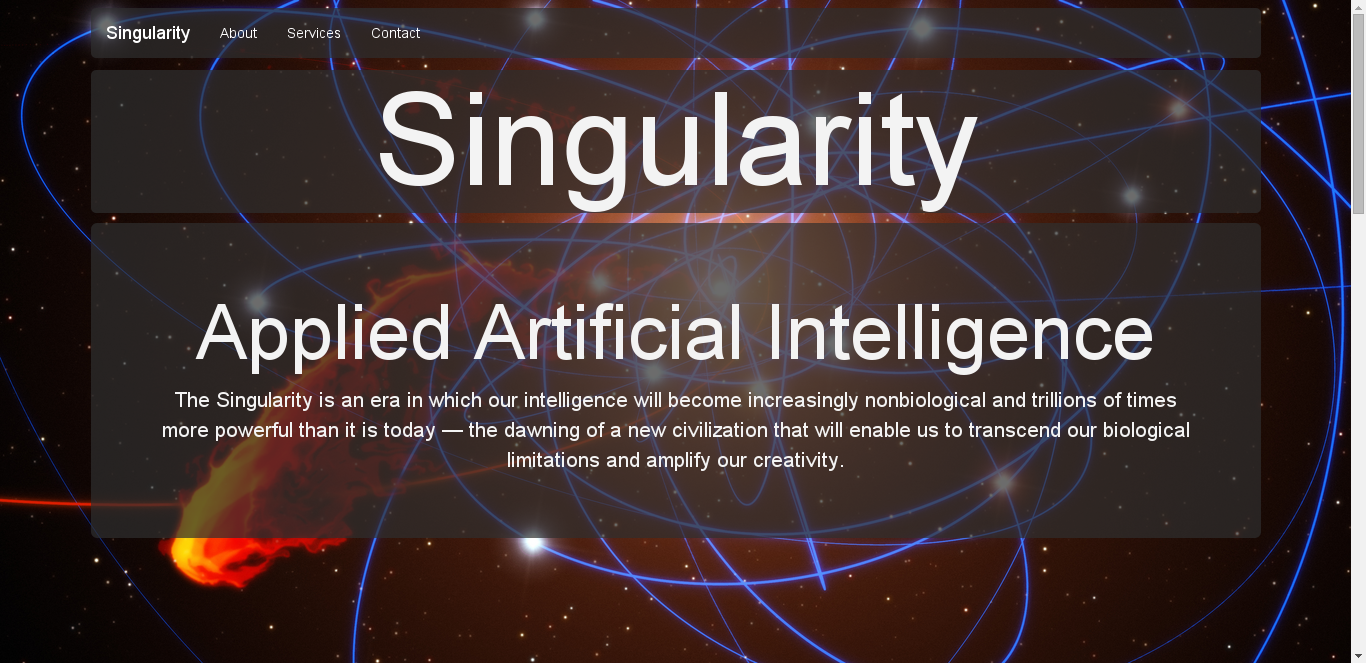 Singularity About Services Contact
Singularity
Applied Artificial Intelligence
The Singularity is an era in which our intelligence will become increasingly nonbiological and trillions of times
more powerful than it is today — the dawning of a new civilization that will enable us to transcend our biological
limitations and amplify our creativity.